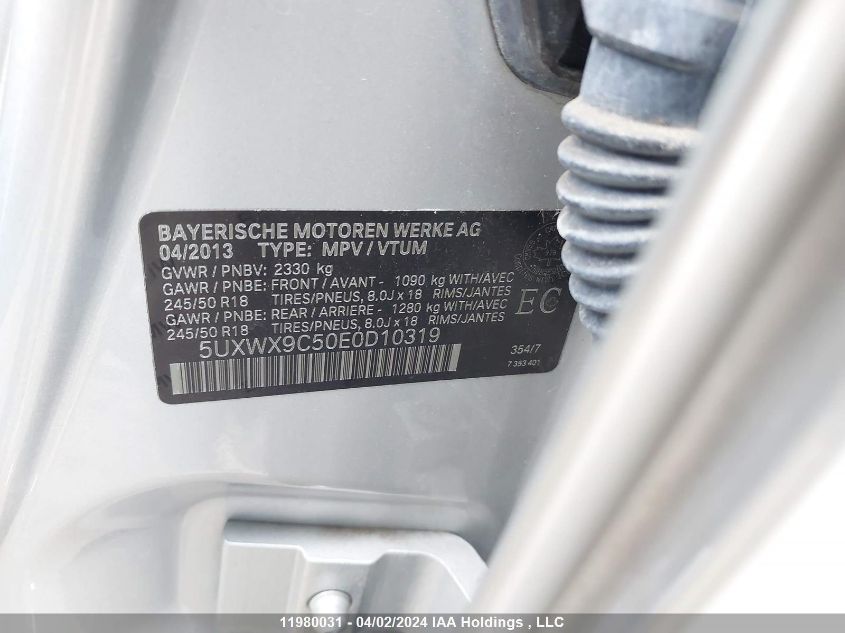 BAYERISCHE MOTOREN WERKE AG
04/2013 TYPE: MPV / VTUM
GVWR / PNBV: 2330 kg
GAWR / PNBE: FRONT / AVANT - 1090 kg WITH/AVEC
245/50 R18 TIRES/PNEUS, 8.0J x 18 RIMS/JANTES
GAWR / PNBE: REAR / ARRIERE - 1280 kg WITH/AVEC
245/50 R18 TIRES/PNEUS, 8.0J x 18 RIMS/JANTES
EC
5UXWX9C50E0D10319
354/7
7 393 401
11980031 - 04/02/2024 IAA Holdings , LLC